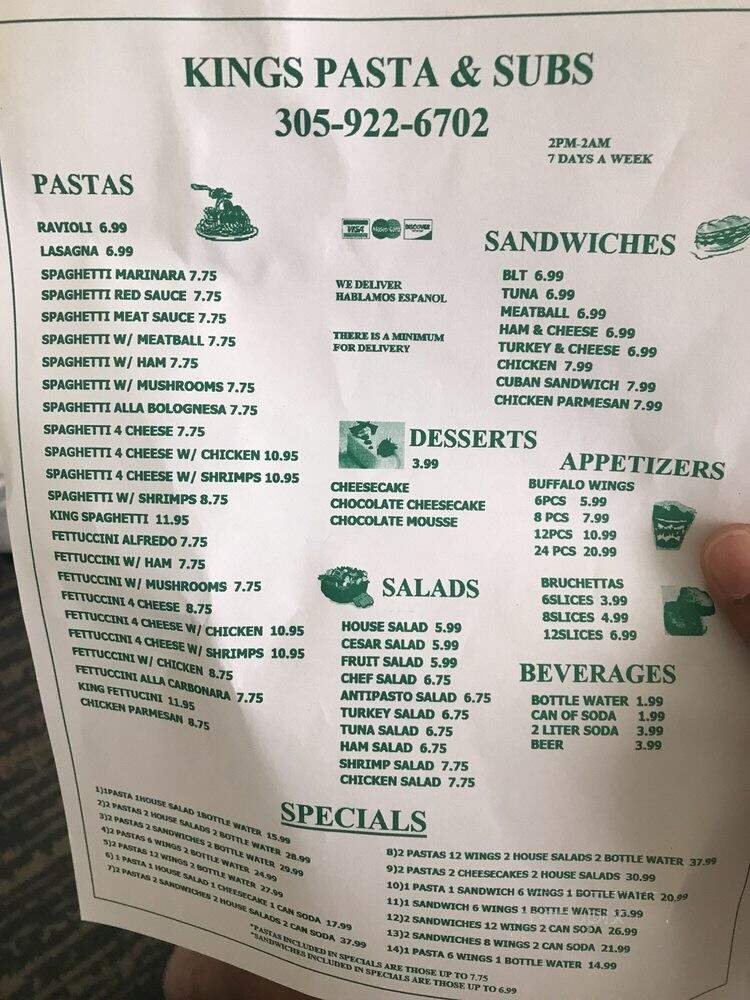 KINGS PASTA & SUBS
305-922-6702
2PM-2AM
7 DAYS A WEEK
PASTAS
RAVIOLI 6.99
LASAGNA 6.99
SPAGHETTI MARINARA 7.75
SPAGHETTI RED SAUCE 7.75
SPAGHETTI MEAT SAUCE 7.75
SPAGHETTI W/ MEATBALL 7.75
SPAGHETTI W/ HAM 7.75
SPAGHETTI W/ MUSHROOMS 7.75
SPAGHETTI ALLA BOLOGNESA 7.75
SPAGHETTI 4 CHEESE 7.75
SPAGHETTI 4 CHEESE W/ CHICKEN 10.95
SPAGHETTI 4 CHEESE W/ SHRIMPS 10.95
SPAGHETTI W/ SHRIMPS 8.75
KING SPAGHETTI 11.95
FETTUCCINI ALFREDO 7.75
FETTUCCINI W/ HAM 7.75
FETTUCCINI W/ MUSHROOMS 7.75
FETTUCCINI 4 CHEESE 8.75
FETTUCCINI 4 CHEESE W/ CHICKEN 10.95
FETTUCCINI 4 CHEESE W/ SHRIMPS 10.95
FETTUCCINI W/ CHICKEN 8.75
FETTUCCINI ALLA CARBONARA 7.75
KING FETTUCINI 11.95
CHICKEN PARMESAN 8.75
VISA MasterCard DISCOVER
WE DELIVER
HABLAMOS ESPANOL
THERE IS A MINIMUM
FOR DELIVERY
DESSERTS
3.99
CHEESECAKE
CHOCOLATE CHEESECAKE
CHOCOLATE MOUSSE
SALADS
HOUSE SALAD 5.99
CESAR SALAD 5.99
FRUIT SALAD 5.99
CHEF SALAD 6.75
ANTIPASTO SALAD 6.75
TURKEY SALAD 6.75
TUNA SALAD 6.75
HAM SALAD 6.75
SHRIMP SALAD 7.75
CHICKEN SALAD 7.75
SANDWICHES
BLT 6.99
TUNA 6.99
MEATBALL 6.99
HAM & CHEESE 6.99
TURKEY & CHEESE 6.99
CHICKEN 7.99
CUBAN SANDWICH 7.99
CHICKEN PARMESAN 7.99
APPETIZERS
BUFFALO WINGS
6PCS 5.99
8 PCS 7.99
12PCS 10.99
24 PCS 20.99
BRUCHETTAS
6SLICES 3.99
8SLICES 4.99
12SLICES 6.99
BEVERAGES
BOTTLE WATER 1.99
CAN OF SODA 1.99
2 LITER SODA 3.99
BEER 3.99
SPECIALS
1)1PASTA 1HOUSE SALAD 1BOTTLE WATER 15.99
2)2 PASTAS 2 HOUSE SALADS 2 BOTTLE WATER 28.99
3)2 PASTAS 2 SANDWICHES 2 BOTTLE WATER 29.99
4)2 PASTAS 6 WINGS 2 BOTTLE WATER 24.99
5)2 PASTAS 12 WINGS 2 BOTTLE WATER 27.99
6)1 PASTA 1 HOUSE SALAD 1 CHEESECAKE 1 CAN SODA 17.99
7)2 PASTAS 2 SANDWICHES 2 HOUSE SALADS 2 CAN SODA 37.99
8)2 PASTAS 12 WINGS 2 HOUSE SALADS 2 BOTTLE WATER 37.99
9)2 PASTAS 2 CHEESECAKES 2 HOUSE SALADS 30.99
10)1 PASTA 1 SANDWICH 6 WINGS 1 BOTTLE WATER 20.99
11)1 SANDWICH 6 WINGS 1 BOTTLE WATER 13.99
12)2 SANDWICHES 12 WINGS 2 CAN SODA 26.99
13)2 SANDWICHES 8 WINGS 2 CAN SODA 21.99
14)1 PASTA 6 WINGS 1 BOTTLE WATER 14.99
*PASTAS INCLUDED IN SPECIALS ARE THOSE UP TO 7.75
*SANDWICHES INCLUDED IN SPECIALS ARE THOSE UP TO 6.99